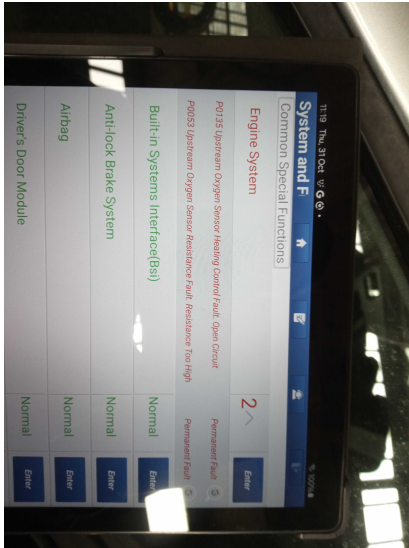 11:19 Thu, 31 Oct G
100%
System and F
Common Special Functions
Engine System 2 Enter
P0135 Upstream Oxygen Sensor Heating Control Fault: Open Circuit Permanent Fault
P0053 Upstream Oxygen Sensor Resistance Fault: Resistance Too High Permanent Fault
Built-in Systems Interface(Bsi) Normal Enter
Anti-lock Brake System Normal Enter
Airbag Normal Enter
Driver's Door Module Normal Enter